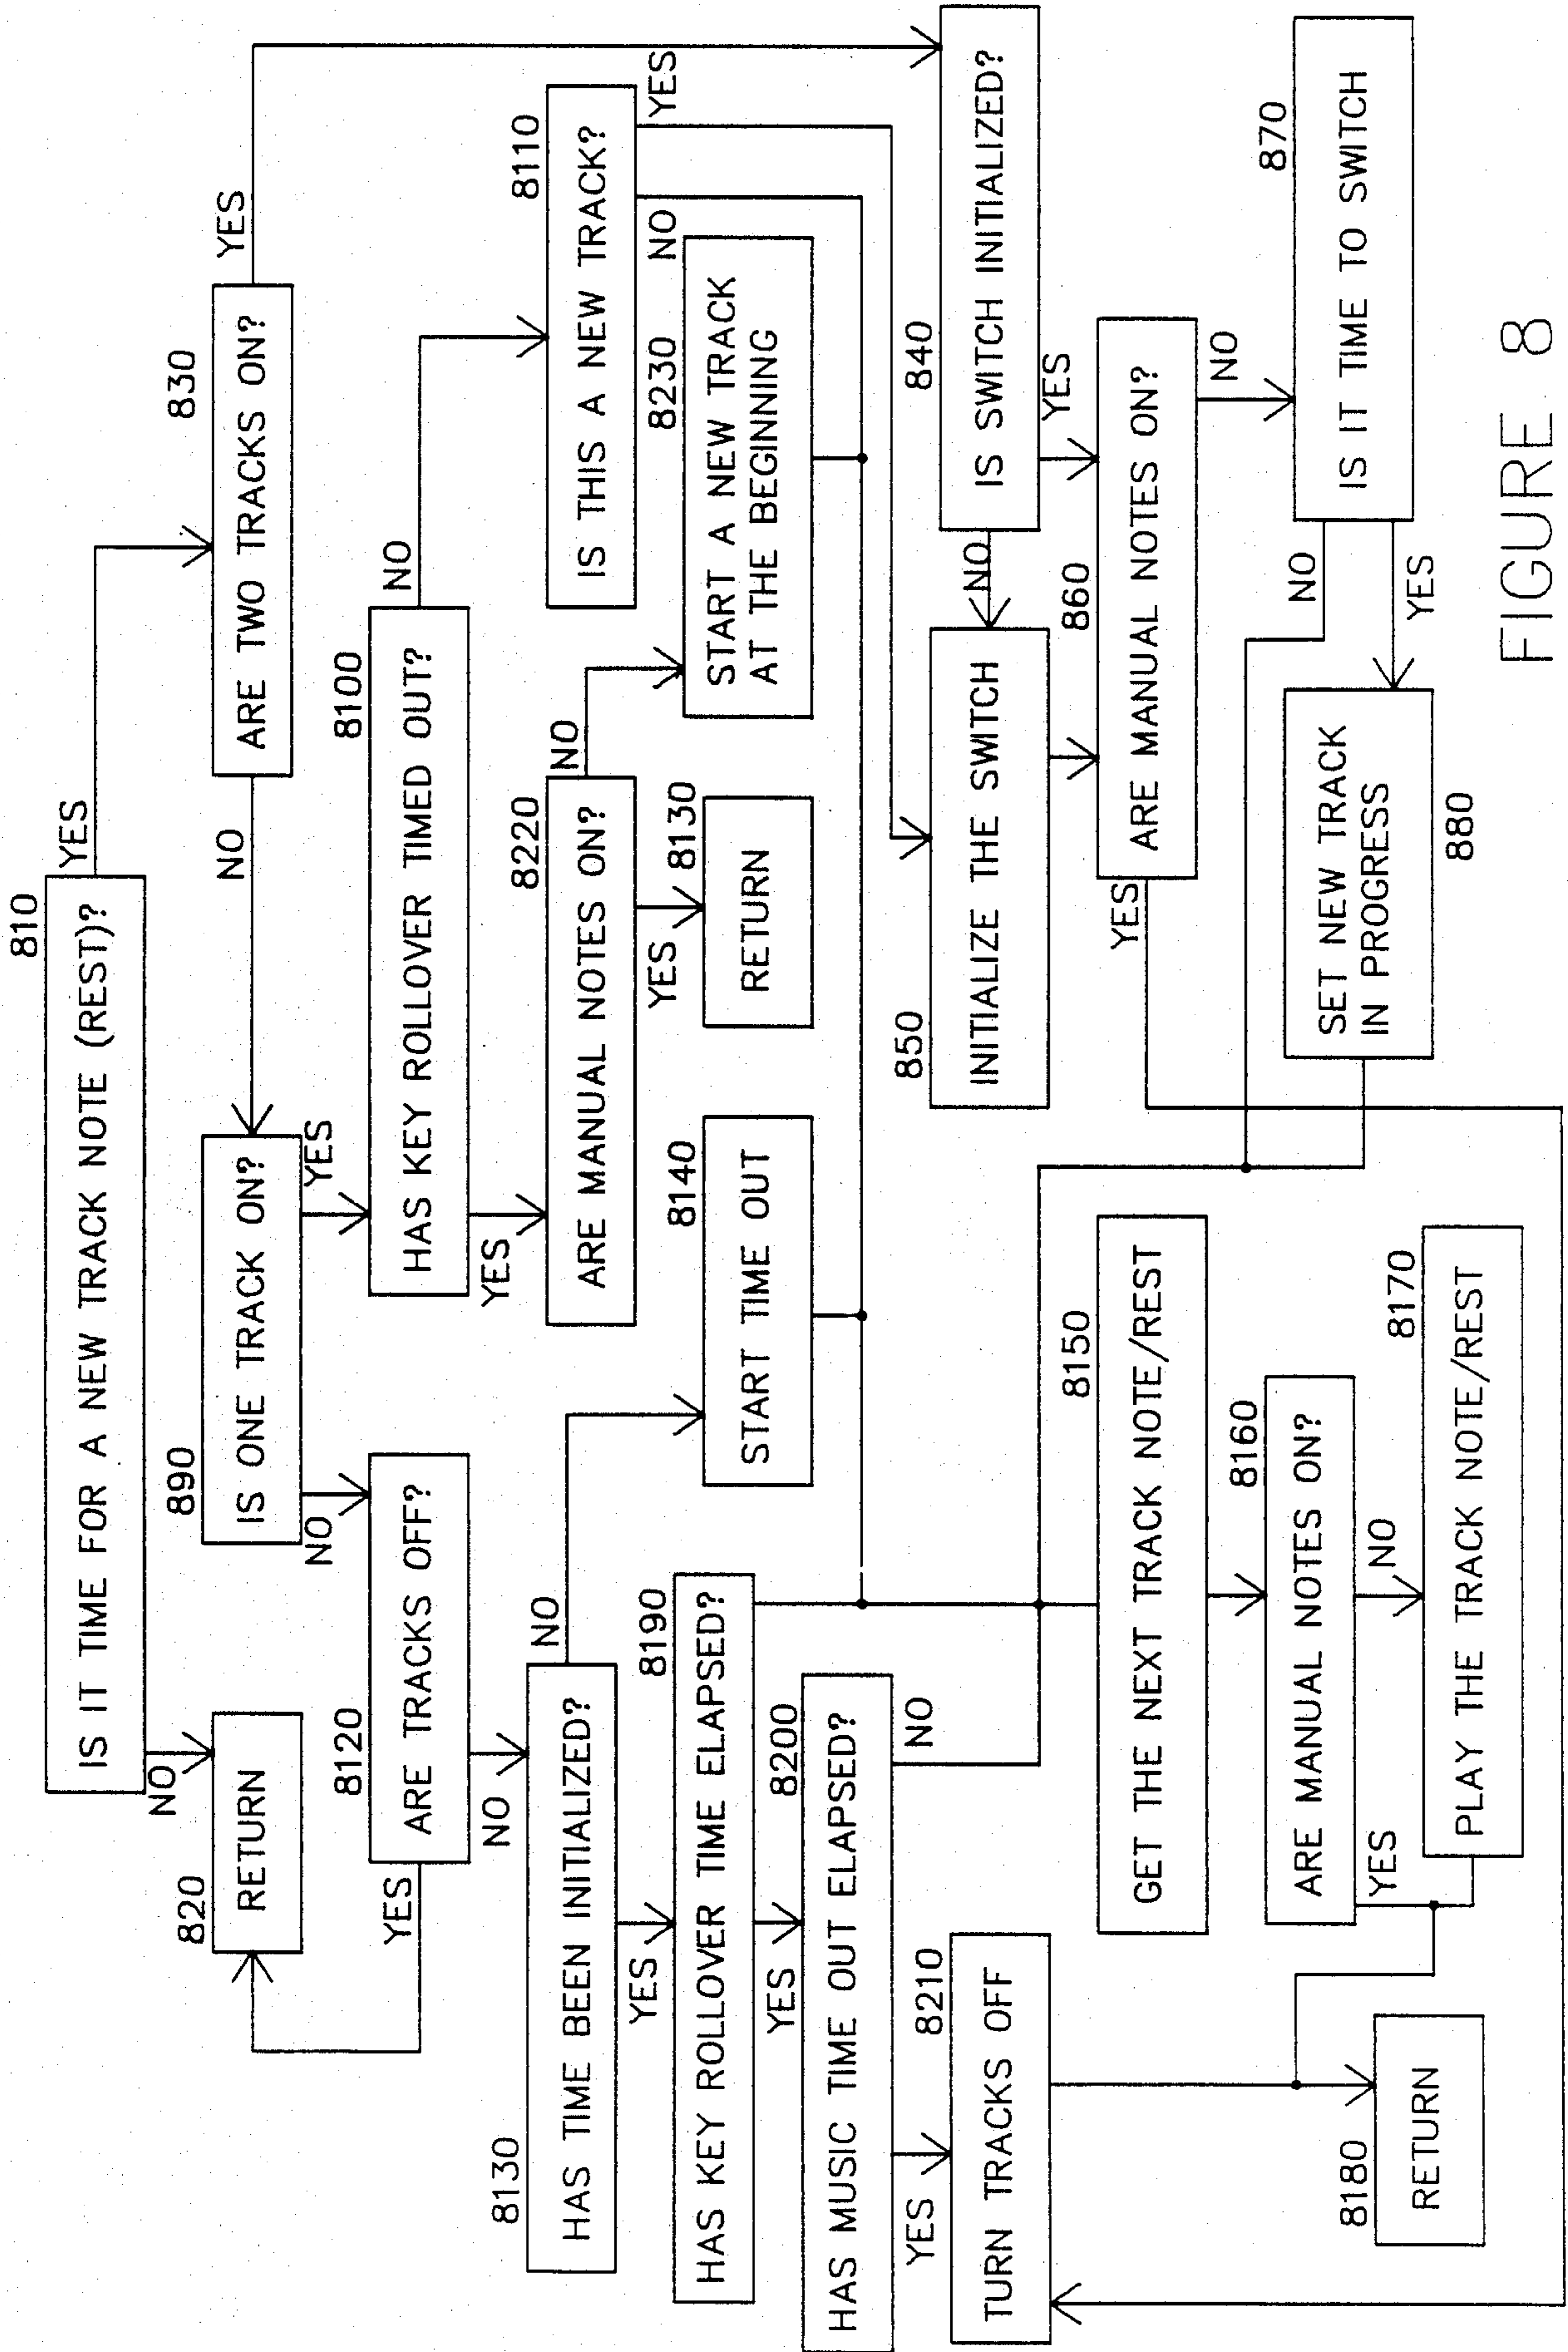 810
IS IT TIME FOR A NEW TRACK NOTE (REST)?
NO
YES
820
RETURN
830
ARE TWO TRACKS ON?
NO
YES
890
IS ONE TRACK ON?
NO
YES
8120
ARE TRACKS OFF?
YES
NO
8100
HAS KEY ROLLOVER TIMED OUT?
YES
NO
8130
HAS TIME BEEN INITIALIZED?
YES
NO
8220
ARE MANUAL NOTES ON?
YES
NO
8110
IS THIS A NEW TRACK?
NO
YES
8190
HAS KEY ROLLOVER TIME ELAPSED?
YES
8140
START TIME OUT
8130
RETURN
8230
START A NEW TRACK
AT THE BEGINNING
8200
HAS MUSIC TIME OUT ELAPSED?
YES
NO
8210
TURN TRACKS OFF
850
INITIALIZE THE SWITCH
NO
840
IS SWITCH INITIALIZED?
YES
8150
GET THE NEXT TRACK NOTE/REST
860
ARE MANUAL NOTES ON?
YES
NO
8160
ARE MANUAL NOTES ON?
YES
NO
870
IS IT TIME TO SWITCH
NO
YES
880
SET NEW TRACK
IN PROGRESS
8180
RETURN
8170
PLAY THE TRACK NOTE/REST
FIGURE 8